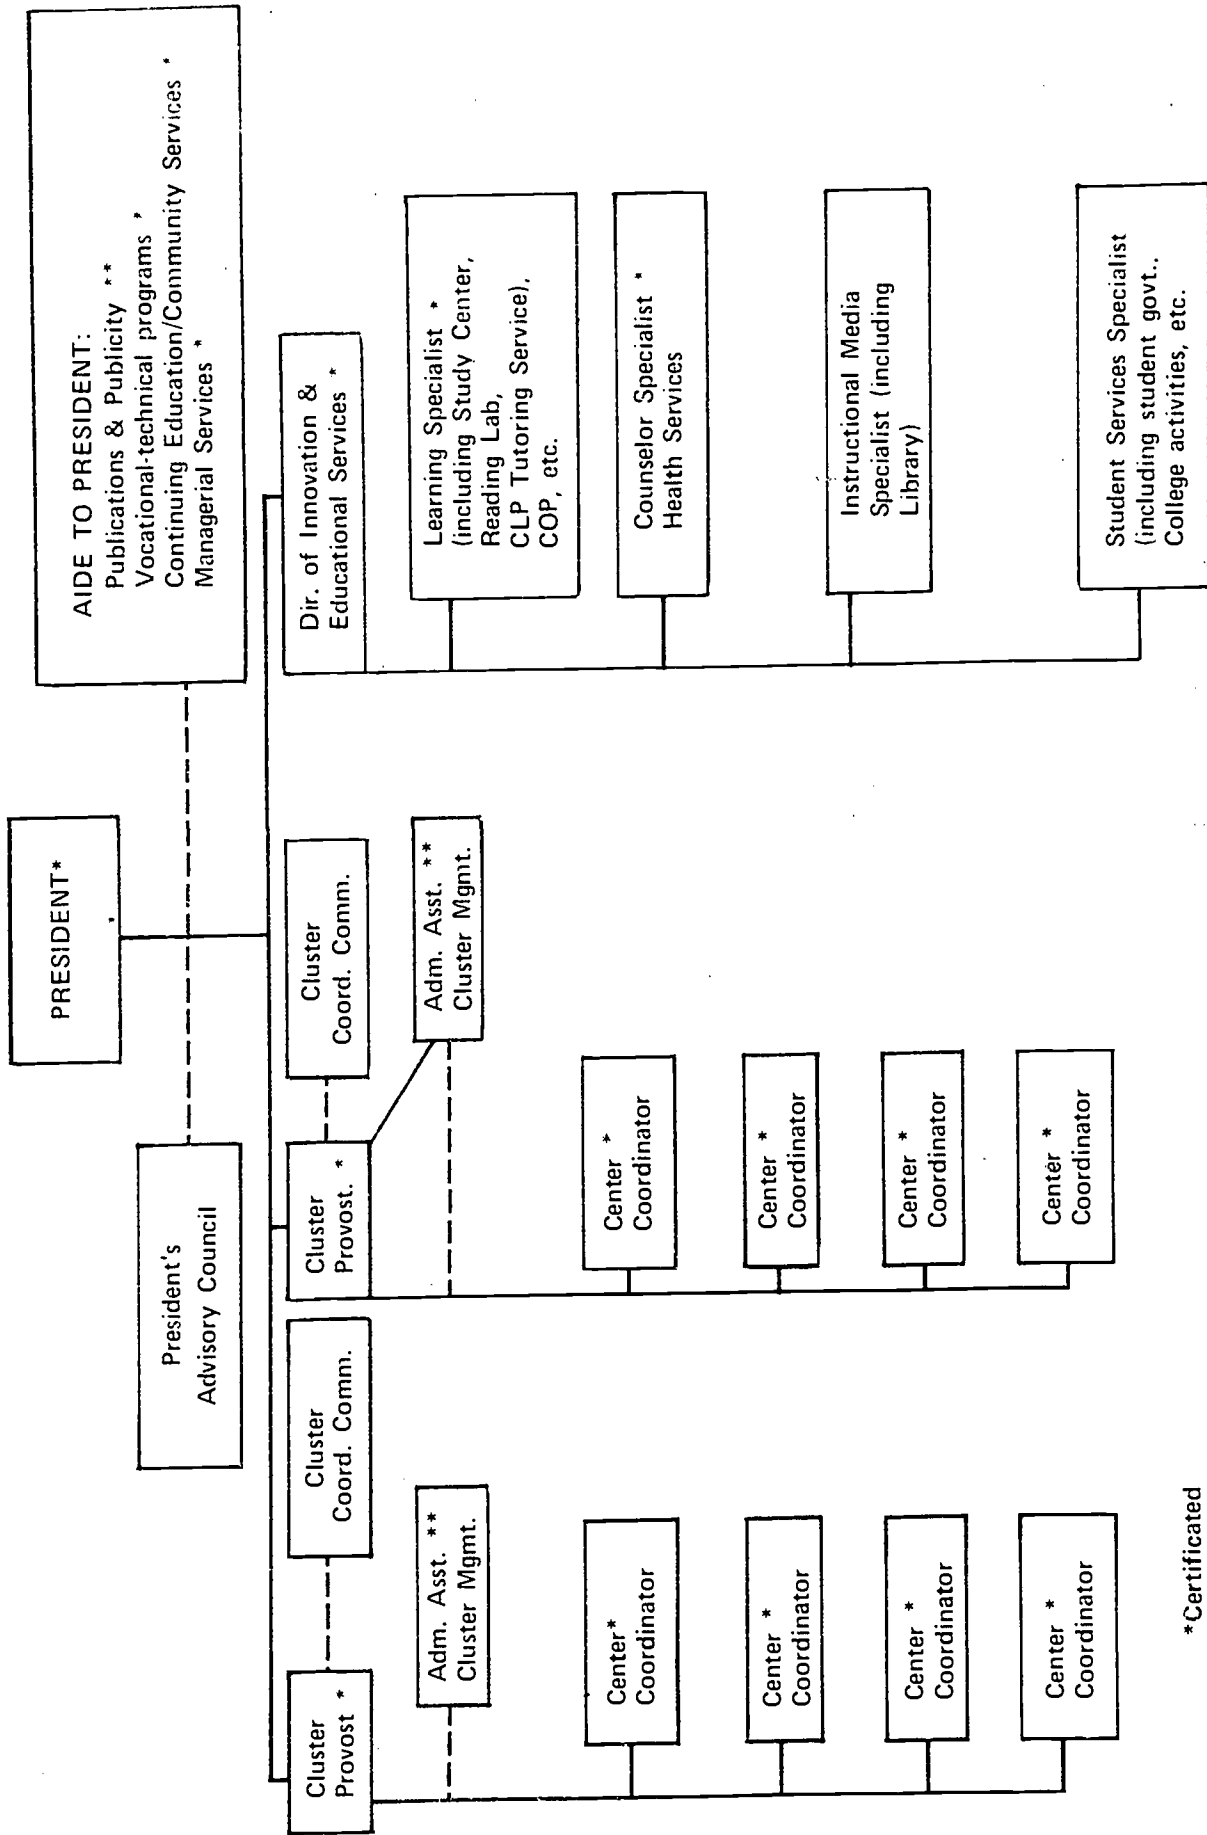 PRESIDENT*
AIDE TO PRESIDENT:
Publications & Publicity **
Vocational-technical programs *
Continuing Education/Community Services *
Managerial Services *
President's
Advisory Council
Cluster
Provost *
Cluster
Coord. Comm.
Cluster
Provost. *
Cluster
Coord. Comm.
Dir. of Innovation &
Educational Services *
Adm. Asst. **
Cluster Mgmt.
Adm. Asst. **
Cluster Mgmt.
Learning Specialist *
(including Study Center,
Reading Lab,
CLP Tutoring Service),
COP, etc.
Center*
Coordinator
Center *
Coordinator
Counselor Specialist *
Health Services
Center *
Coordinator
Center *
Coordinator
Instructional Media
Specialist (including
Library)
Center *
Coordinator
Center *
Coordinator
Center *
Coordinator
Center *
Coordinator
Student Services Specialist
(including student govt..
College activities, etc.
*Certificated